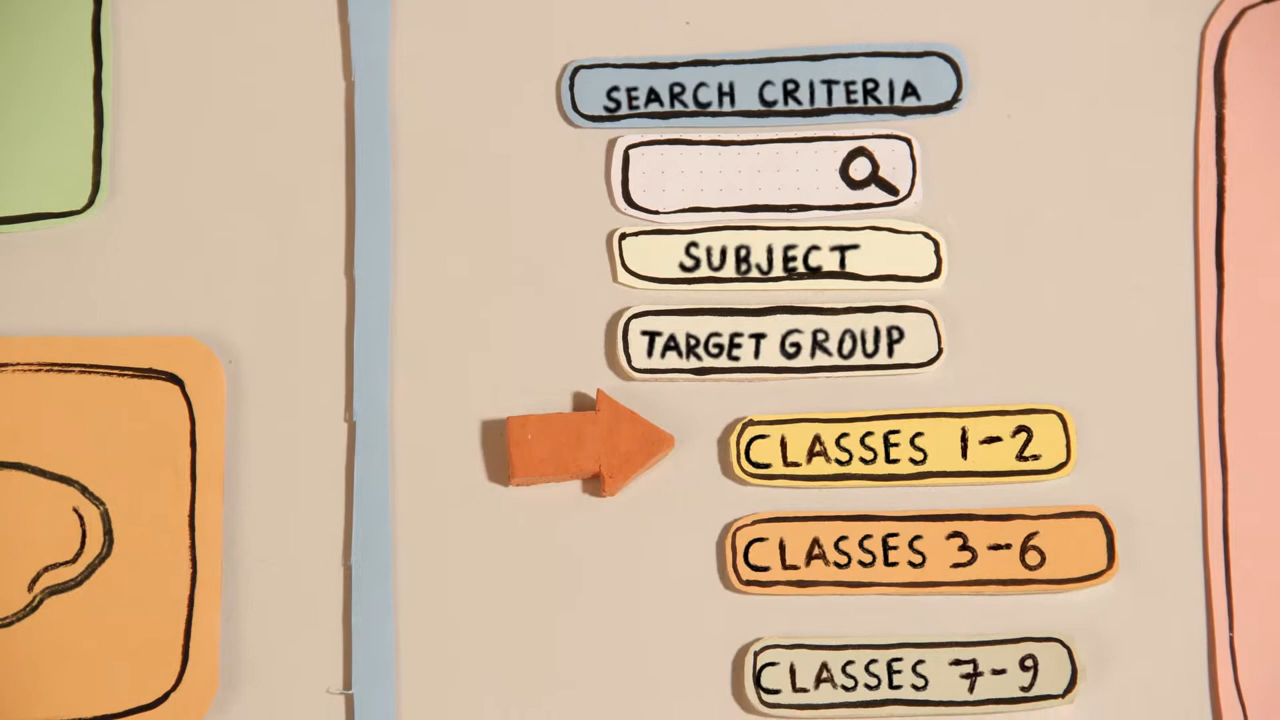 SEARCH CRITERIA
SUBJECT
TARGET GROUP
CLASSES 1-2
CLASSES 3-6
CLASSES 7-9